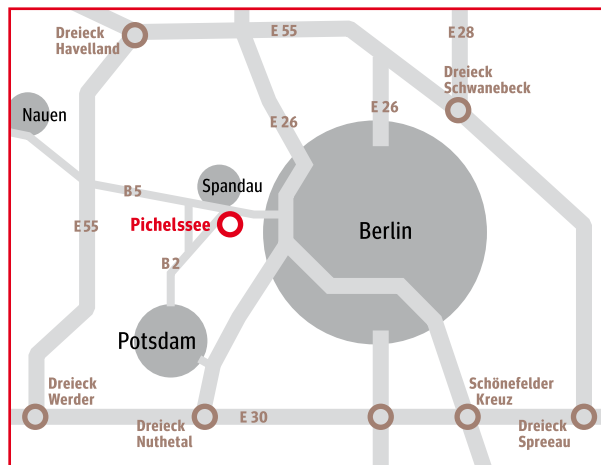 Dreieck
Havelland
E 55
E 28
Dreieck
Schwanebeck
Nauen
E 26
E 26
Spandau
B 5
Pichelssee
Berlin
E 55
B 2
Potsdam
Dreieck
Werder
Schönefelder
Kreuz
Dreieck
Nuthetal
E 30
Dreieck
Spreeau